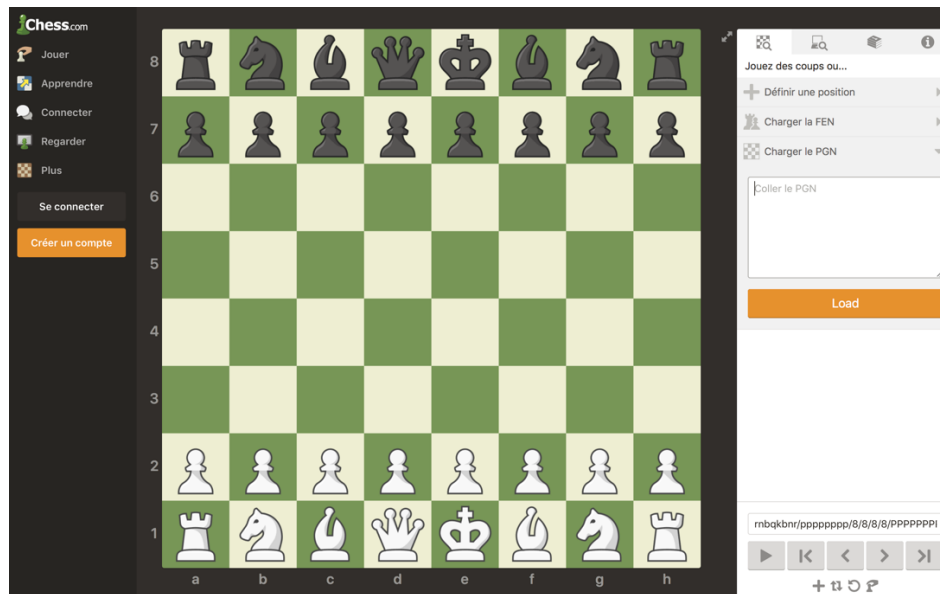 Chess.com
Jouer
Apprendre
Connecter
Regarder
Plus
Se connecter
Créer un compte
8
7
6
5
4
3
2
1
a b c d e f g h
Jouez des coups ou...
Définir une position
Charger la FEN
Charger le PGN
Coller le PGN
Load
rnbqkbnr/pppppppp/8/8/8/8/PPPPPPP